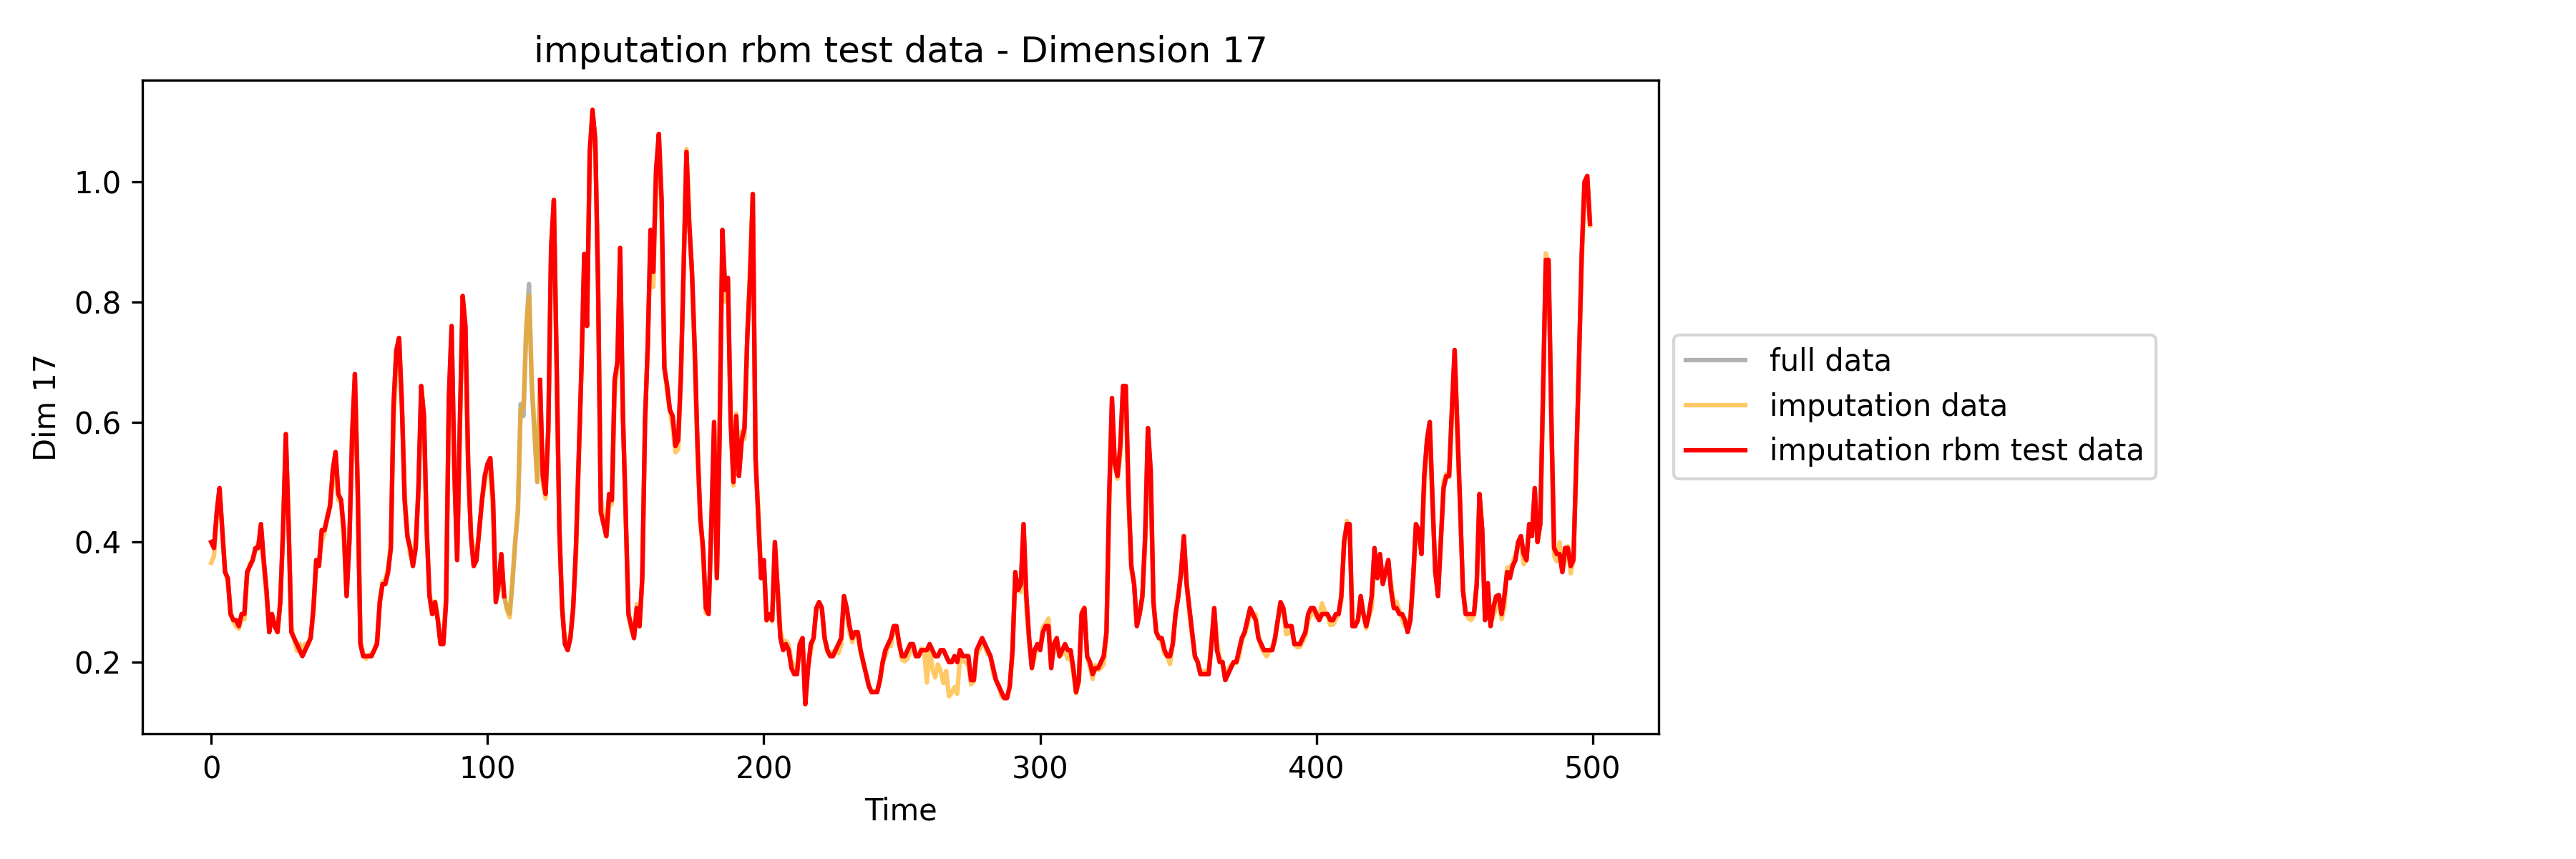 imputation rbm test data - Dimension 17
1.0
0.8
0.6
0.4
0.2
Dim 17
0
100
200
300
400
500
Time
full data
imputation data
imputation rbm test data